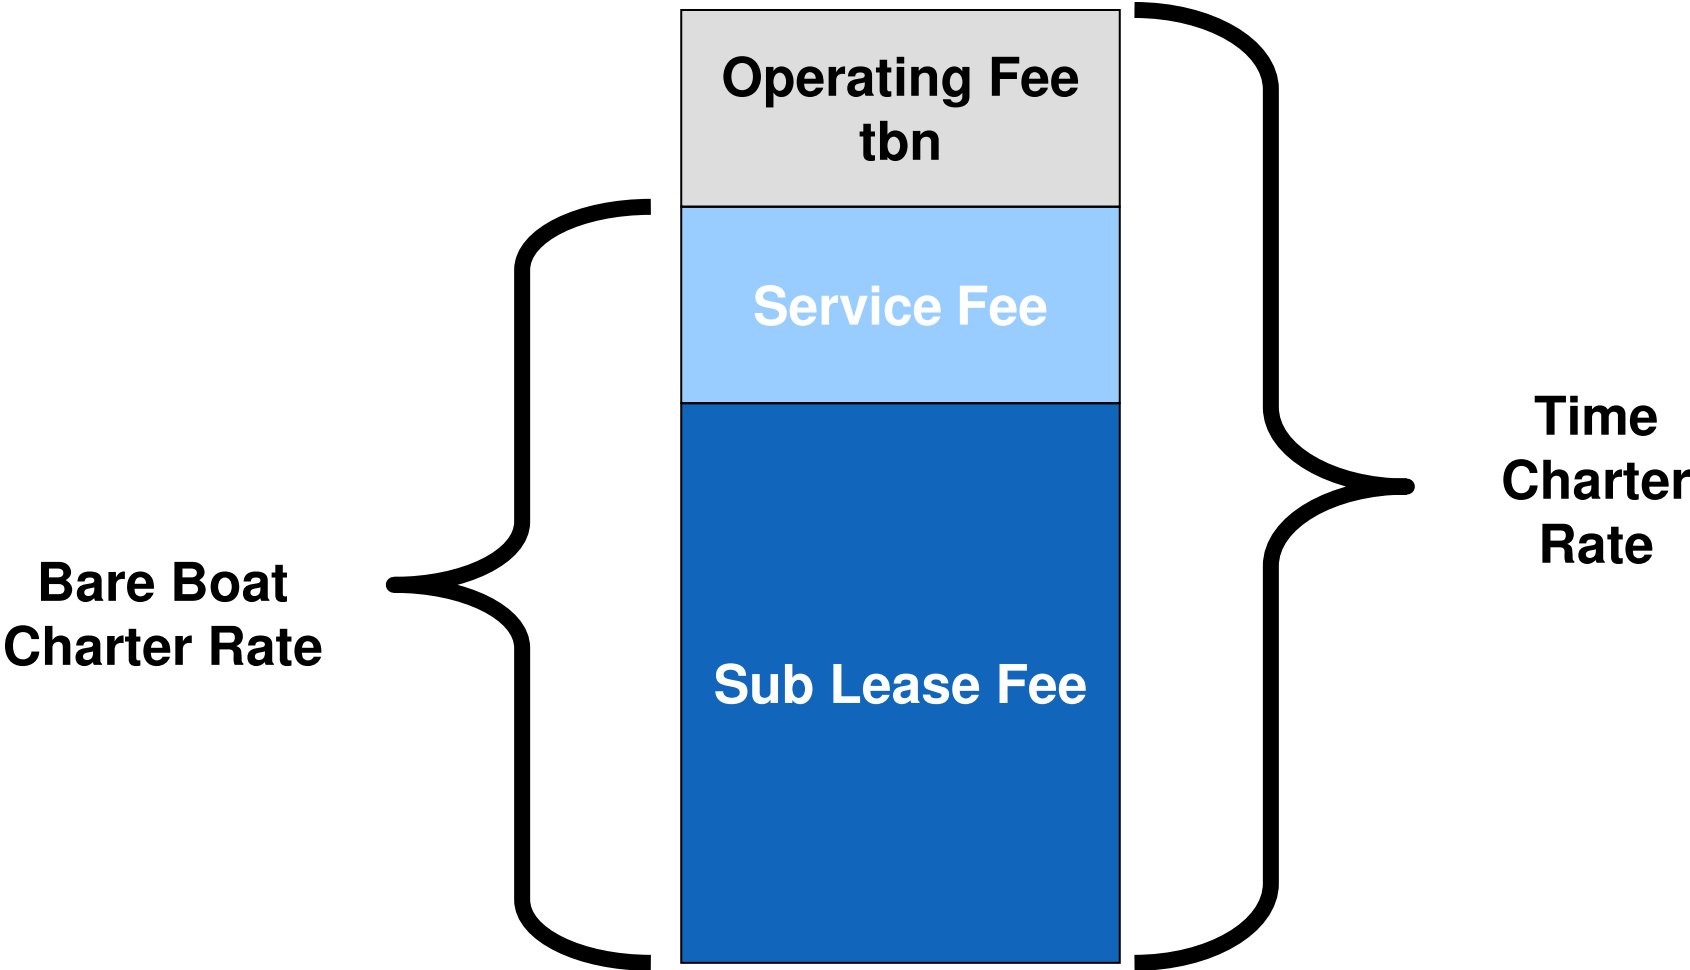 Operating Fee
tbn
Service Fee
Time
Charter
Rate
Bare Boat
Charter Rate
Sub Lease Fee